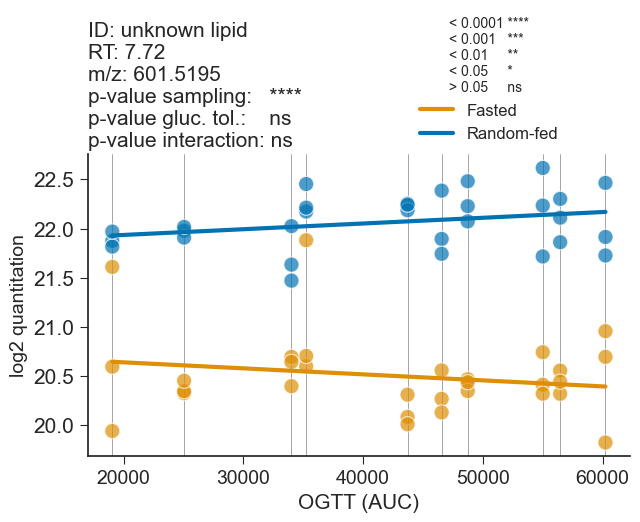 ID: unknown lipid
RT: 7.72
m/z: 601.5195
p-value sampling: ****
p-value gluc. tol.: ns
p-value interaction: ns
< 0.0001 ****
< 0.001 ***
< 0.01 **
< 0.05 *
> 0.05 ns
Fasted
Random-fed
log2 quantitation
22.5
22.0
21.5
21.0
20.5
20.0
20000 30000 40000 50000 60000
OGTT (AUC)